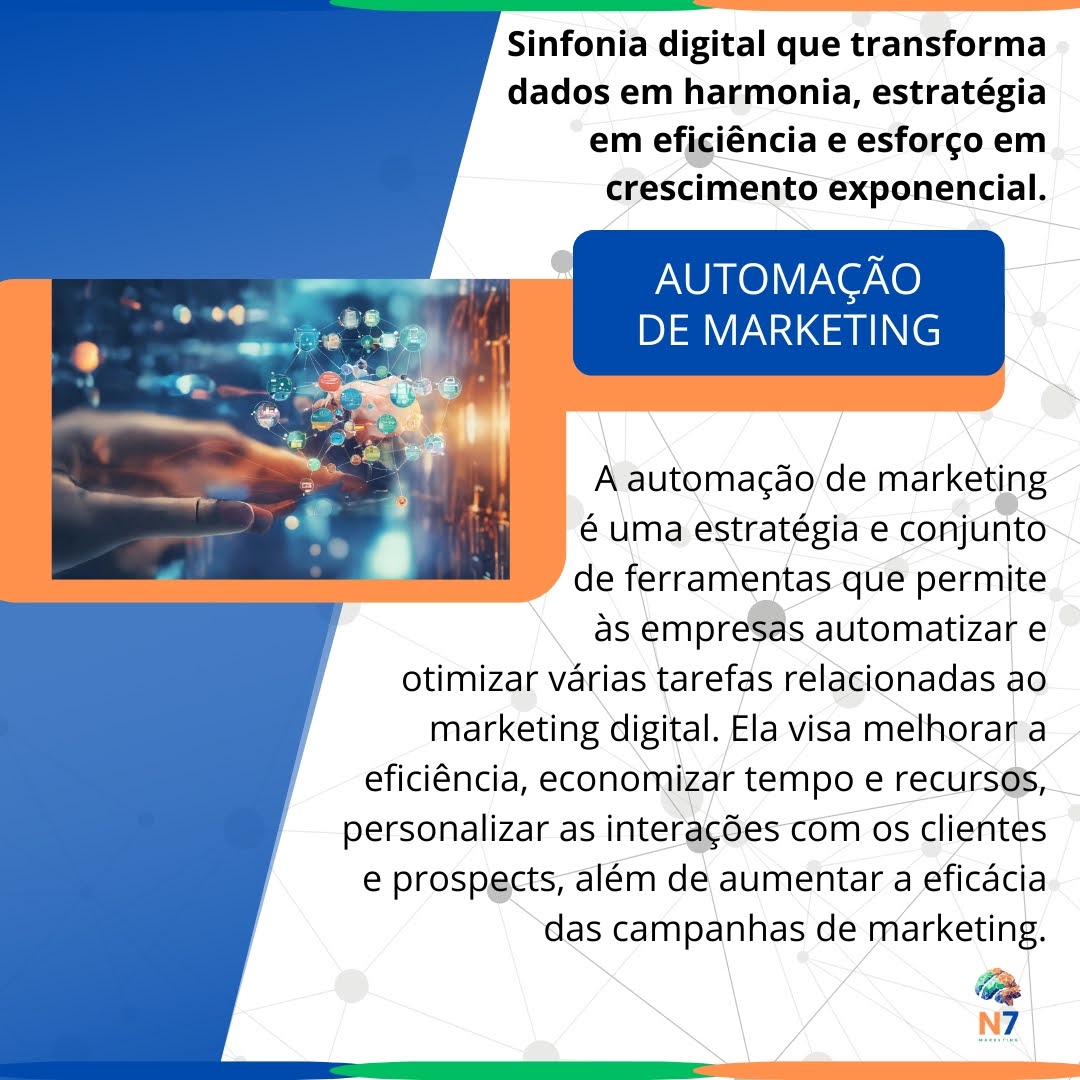 Sinfonia digital que transforma
dados em harmonia, estratégia
em eficiência e esforço em
crescimento exponencial.
AUTOMAÇÃO
DE MARKETING
A automação de marketing
é uma estratégia e conjunto
de ferramentas que permite
às empresas automatizar e
otimizar várias tarefas relacionadas ao
marketing digital. Ela visa melhorar a
eficiência, economizar tempo e recursos,
personalizar as interações com os clientes
e prospects, além de aumentar a eficácia
das campanhas de marketing.
N7
MARKETING